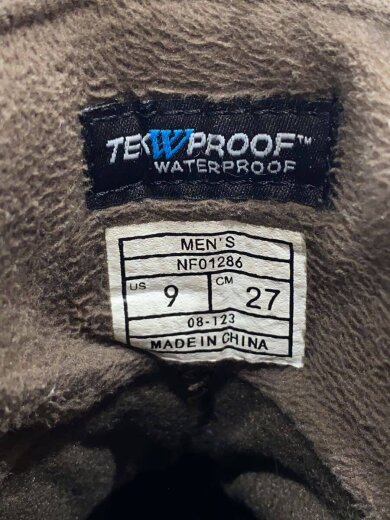 TEKWPROOF™
WATERPROOF
MEN'S
NF01286
US 9 CM 27
08-123
MADE IN CHINA